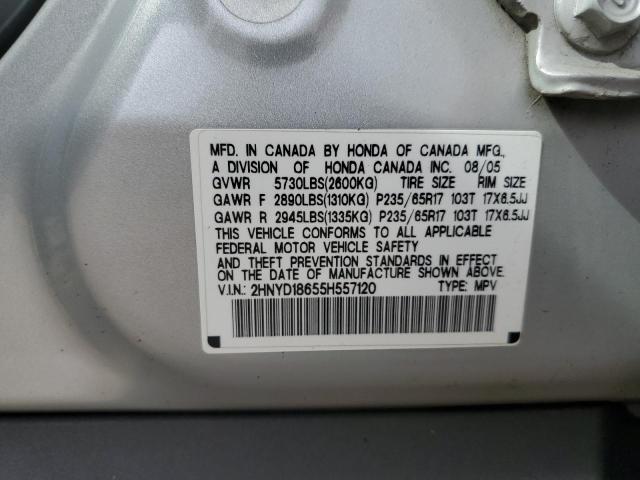 MFD. IN CANADA BY HONDA OF CANADA MFG.,
A DIVISION OF HONDA CANADA INC. 08/05
GVWR 5730LBS(2600KG) TIRE SIZE RIM SIZE
GAWR F 2890LBS(1310KG) P235/65R17 103T 17X6.5JJ
GAWR R 2945LBS(1335KG) P235/65R17 103T 17X6.5JJ
THIS VEHICLE CONFORMS TO ALL APPLICABLE
FEDERAL MOTOR VEHICLE SAFETY
AND THEFT PREVENTION STANDARDS IN EFFECT
ON THE DATE OF MANUFACTURE SHOWN ABOVE.
V.I.N.: 2HNYD18655H557120 TYPE: MPV